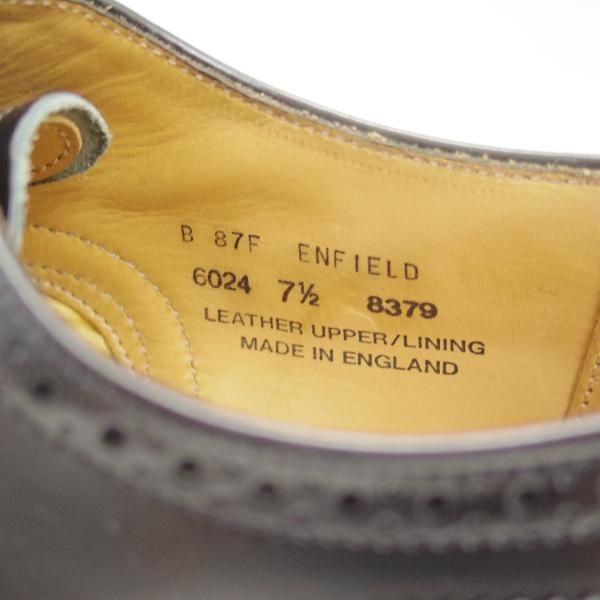 B 87F ENFIELD
6024 7½ 8379
LEATHER UPPER/LINING
MADE IN ENGLAND